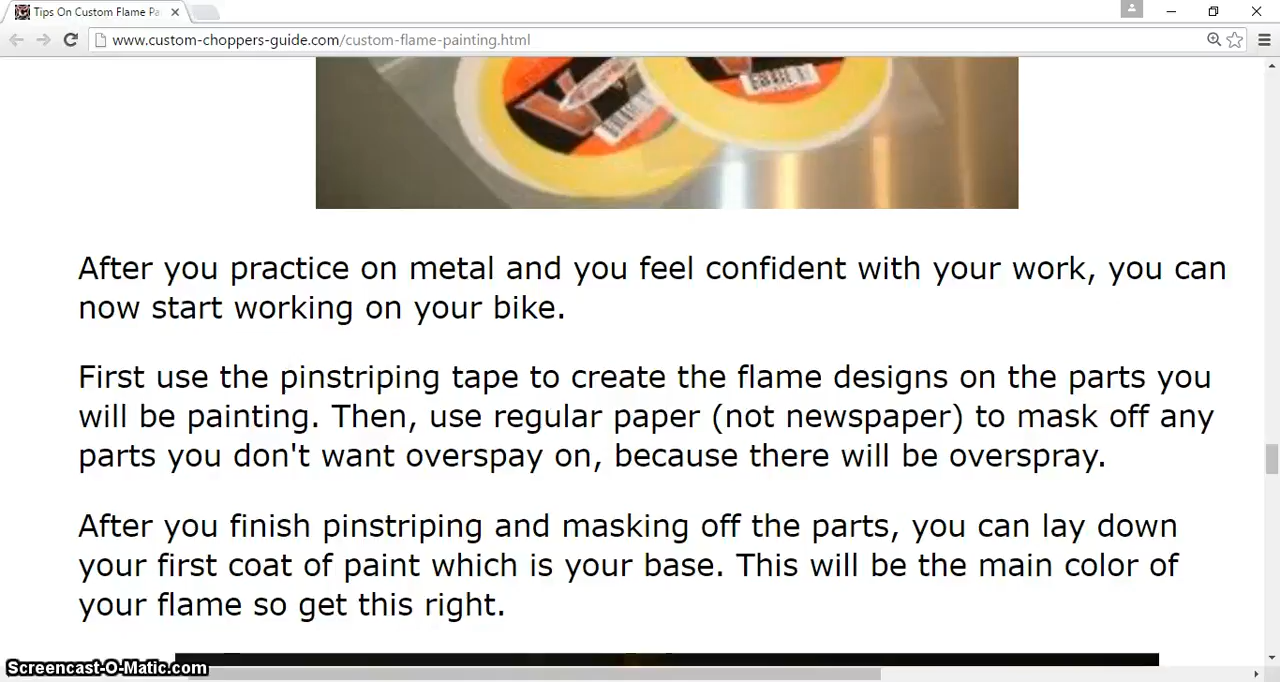 Tips On Custom Flame Pa
www.custom-choppers-guide.com/custom-flame-painting.html
After you practice on metal and you feel confident with your work, you can
now start working on your bike.
First use the pinstriping tape to create the flame designs on the parts you
will be painting. Then, use regular paper (not newspaper) to mask off any
parts you don't want overspay on, because there will be overspray.
After you finish pinstriping and masking off the parts, you can lay down
your first coat of paint which is your base. This will be the main color of
your flame so get this right.
Screencast-O-Matic.com